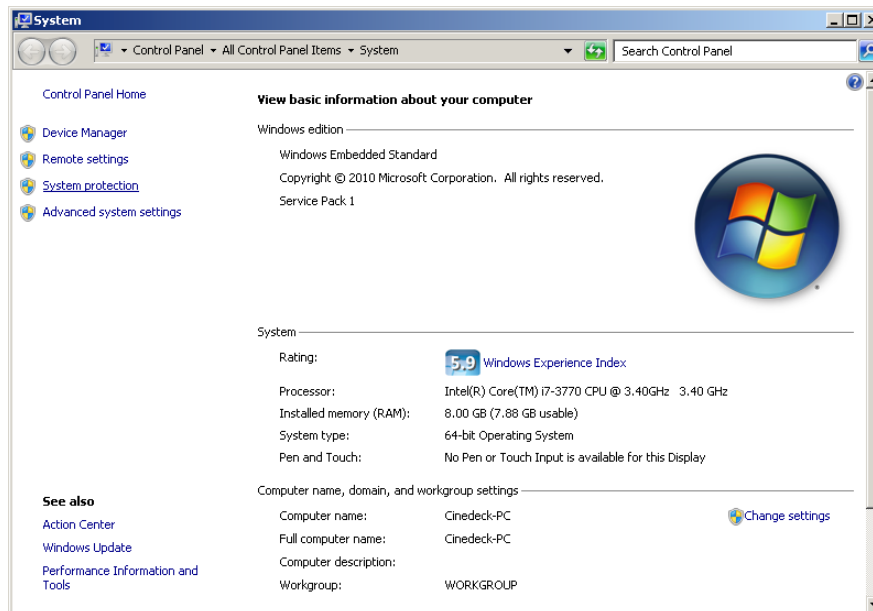 System
Control Panel All Control Panel Items System Search Control Panel
Control Panel Home
Device Manager
Remote settings
System protection
Advanced system settings
View basic information about your computer
Windows edition
Windows Embedded Standard
Copyright © 2010 Microsoft Corporation. All rights reserved.
Service Pack 1
System
Rating: 5.9 Windows Experience Index
Processor: Intel(R) Core(TM) i7-3770 CPU @ 3.40GHz 3.40 GHz
Installed memory (RAM): 8.00 GB (7.88 GB usable)
System type: 64-bit Operating System
Pen and Touch: No Pen or Touch Input is available for this Display
Computer name, domain, and workgroup settings
Computer name: Cinedeck-PC Change settings
Full computer name: Cinedeck-PC
Computer description:
Workgroup: WORKGROUP
See also
Action Center
Windows Update
Performance Information and
Tools